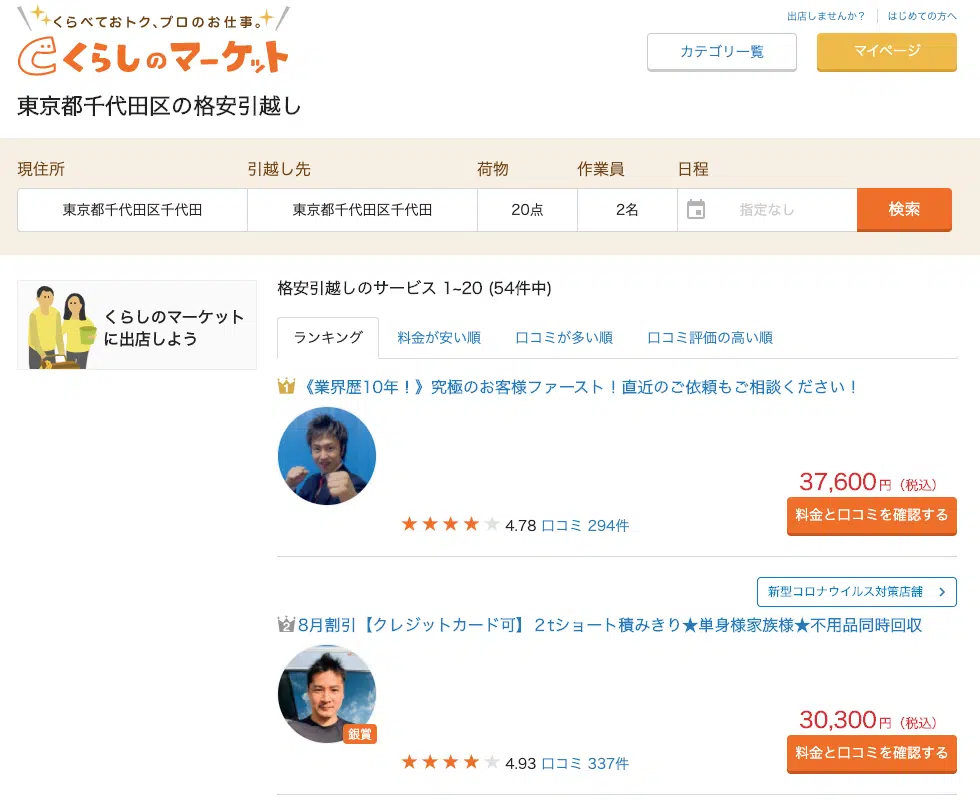 くらべておトク、プロのお仕事。
くらしのマーケット
出店しませんか?
はじめての方へ
カテゴリ一覧
マイページ
東京都千代田区の格安引越し
現住所 引越し先 荷物 作業員 日程
東京都千代田区千代田 東京都千代田区千代田 20点 2名 指定なし 検索
くらしのマーケット
に出店しよう
格安引越しのサービス 1~20 (54件中)
ランキング 料金が安い順 口コミが多い順 口コミ評価の高い順
1 《業界歴10年!》究極のお客様ファースト!直近のご依頼もご相談ください!
37,600円(税込)
料金と口コミを確認する
★★★★★ 4.78 口コミ 294件
新型コロナウイルス対策店舗 >
2 8月割引【クレジットカード可】2tショート積みきり★単身様家族様★不用品同時回収
銀賞
30,300円(税込)
料金と口コミを確認する
★★★★★ 4.93 口コミ 337件